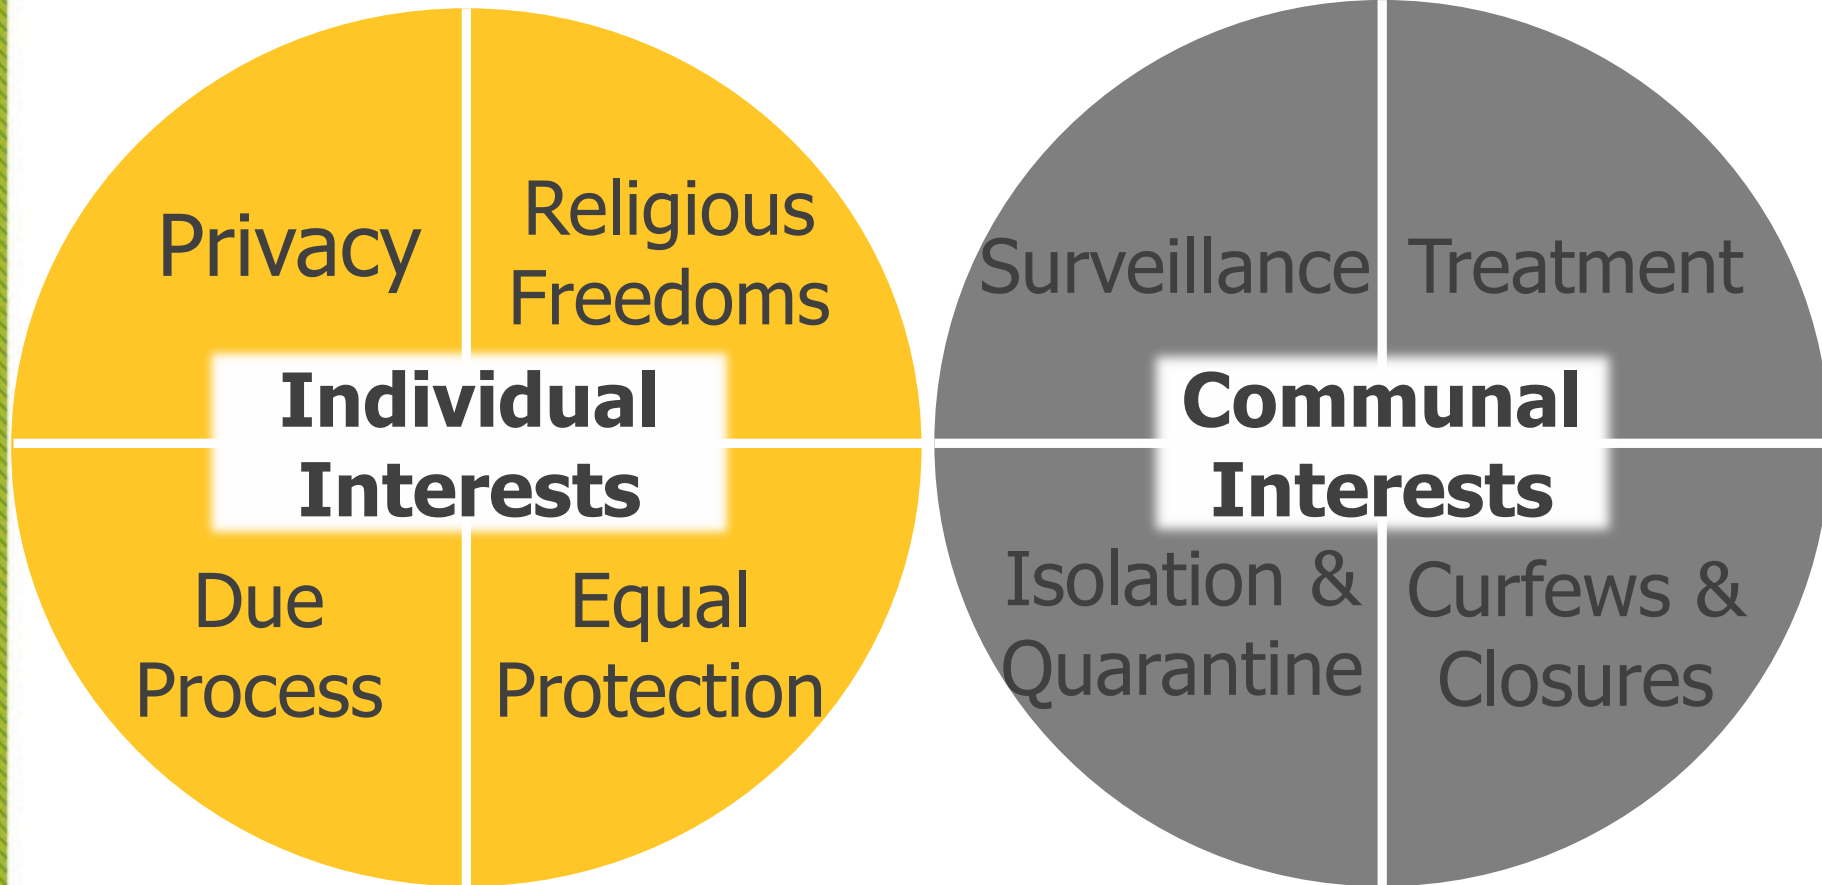 Privacy
Religious
Freedoms
Individual
Interests
Due
Process
Equal
Protection
Surveillance
Treatment
Communal
Interests
Isolation &
Quarantine
Curfews &
Closures